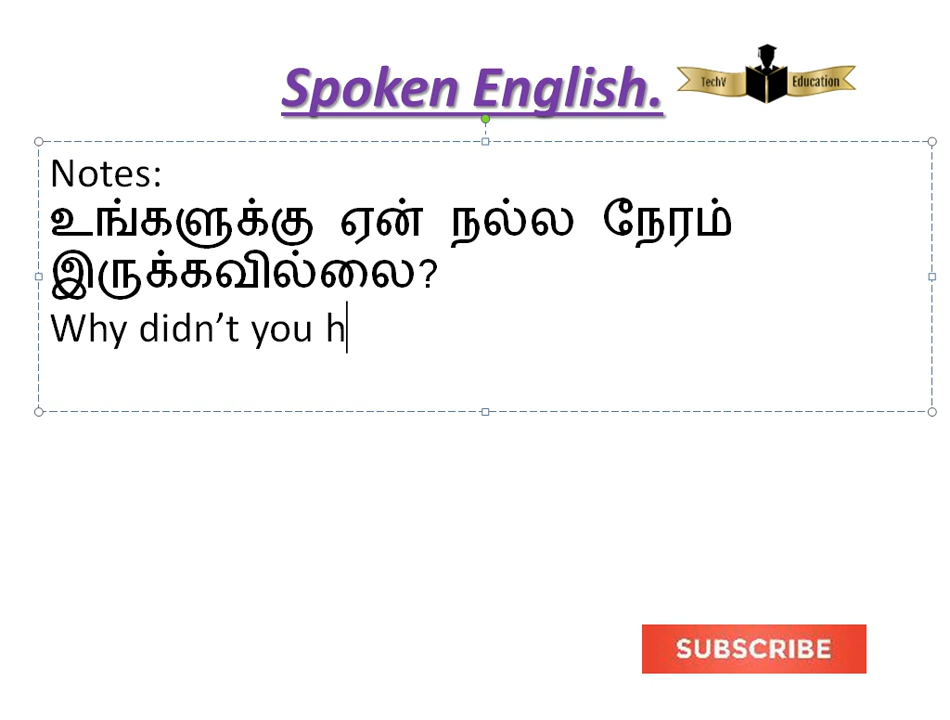 Spoken English.
TechV Education
Notes:
உங்களுக்கு ஏன் நல்ல நேரம்
இருக்கவில்லை?
Why didn’t you h
SUBSCRIBE